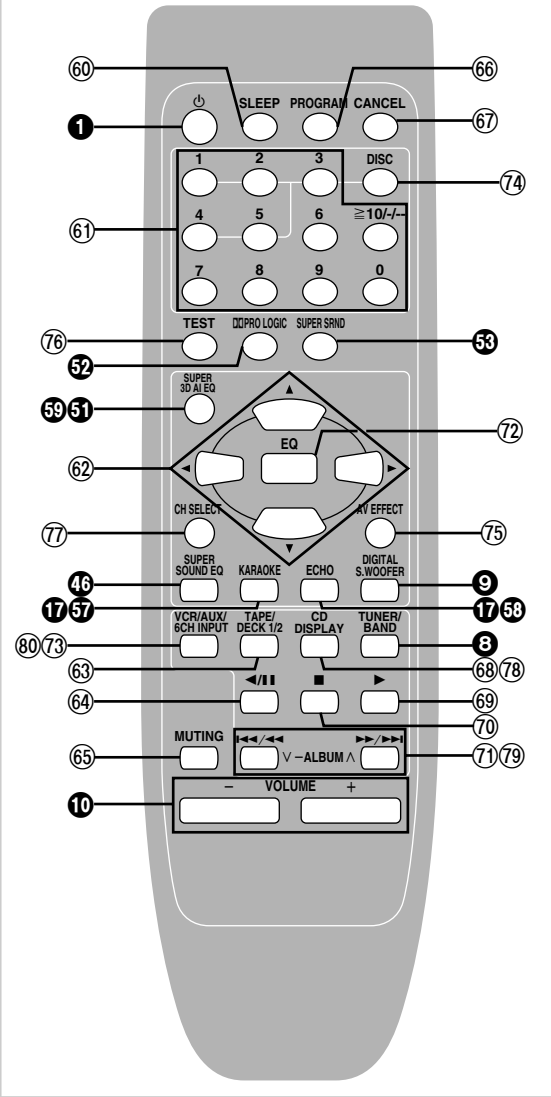 60 66
SLEEP PROGRAM CANCEL
1 67
1 2 3 DISC
74
4 5 6 ≧10/-/--
61
7 8 9 0
TEST DDPRO LOGIC SUPER SRND
76 52 53
SUPER
3D AI EQ
59 51
EQ 72
62
CH SELECT AV EFFECT
77 75
SUPER
SOUND EQ KARAOKE ECHO DIGITAL
S.WOOFER
46 9
17 57 17 58
VCR/AUX/
6CH INPUT TAPE/
DECK 1/2 CD
DISPLAY TUNER/
BAND
80 73 8
63 68 78
◄/❚❚ ■ ►
64 69
70
MUTING I◄◄/◄◄ ►►/►►I
65 ∨ –ALBUM ∧ 71 79
– VOLUME +
10